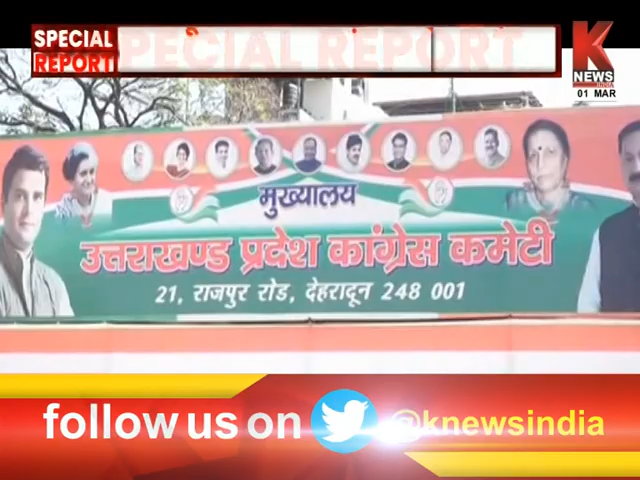 SPECIAL
REPORT
SPECIAL REPORT
K
NEWS
INDIA
01 MAR
मुख्यालय
उत्तराखण्ड प्रदेश कांग्रेस कमेटी
21, राजपुर रोड, देहरादून 248 001
follow us on @knewsindia